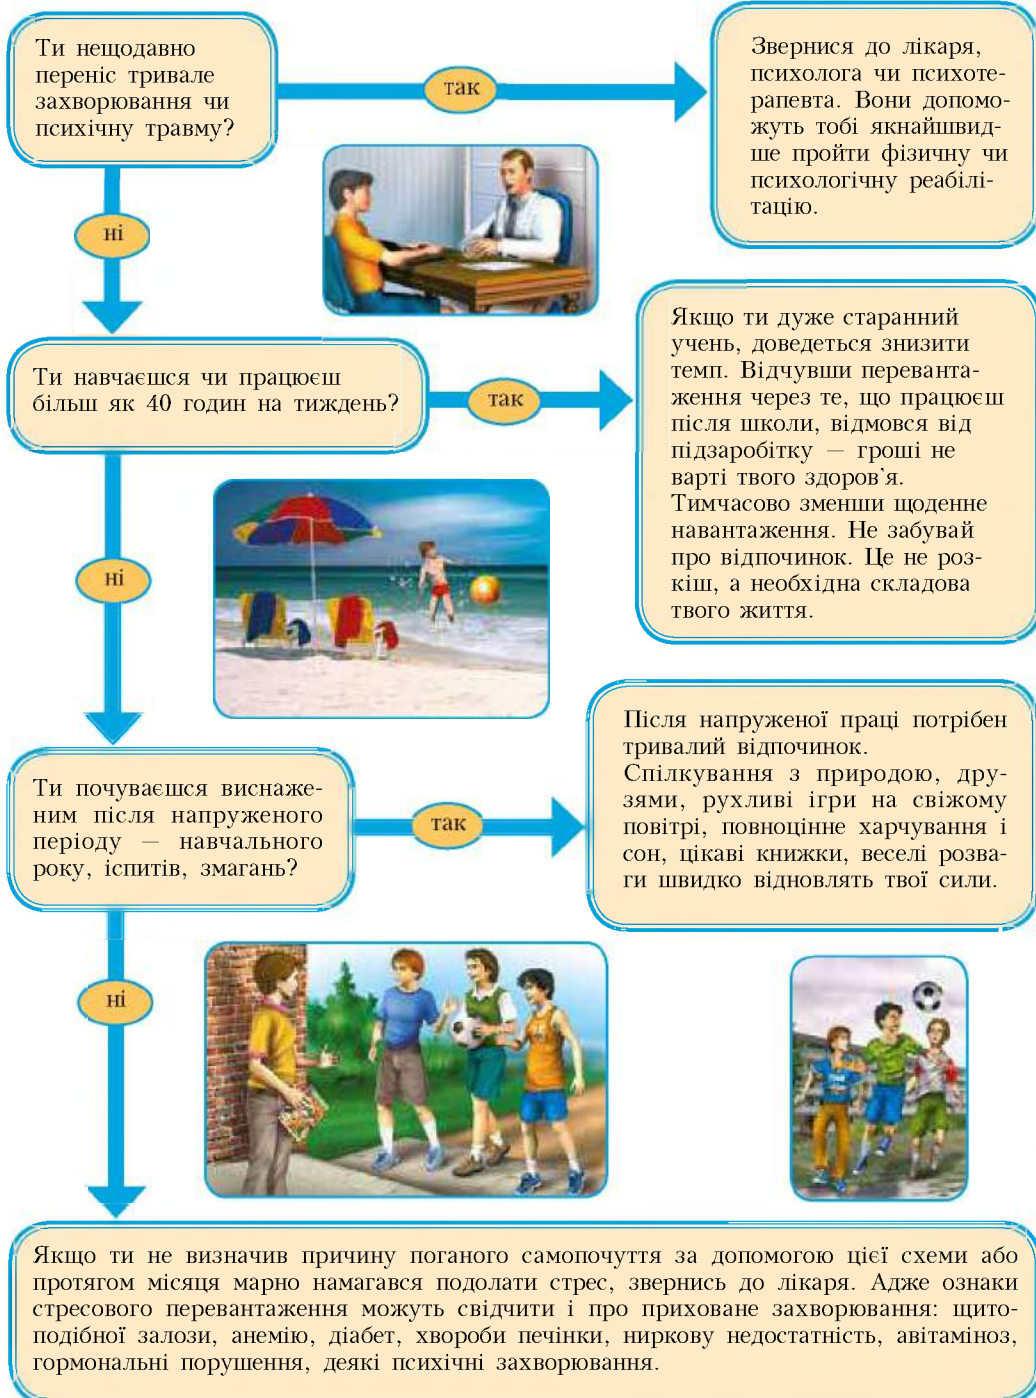 Ти нещодавно
переніс тривале
захворювання чи
психічну травму?
так
Звернися до лікаря,
психолога чи психоте-
рапевта. Вони допомо-
жуть тобі якнайшвид-
ше пройти фізичну чи
психологічну реабілі-
тацію.
ні
Ти навчаєшся чи працюєш
більш як 40 годин на тиждень?
так
Якщо ти дуже старанний
учень, доведеться знизити
темп. Відчувши переванта-
ження через те, що працюєш
після школи, відмовся від
підзаробітку — гроші не
варті твого здоров'я.
Тимчасово зменши щоденне
навантаження. Не забувай
про відпочинок. Це не роз-
кіш, а необхідна складова
твого життя.
ні
Ти почуваєшся виснаже-
ним після напруженого
періоду — навчального
року, іспитів, змагань?
так
Після напруженої праці потрібен
тривалий відпочинок.
Спілкування з природою, дру-
зями, рухливі ігри на свіжому
повітрі, повноцінне харчування і
сон, цікаві книжки, веселі розва-
ги швидко відновлять твої сили.
ні
Якщо ти не визначив причину поганого самопочуття за допомогою цієї схеми або
протягом місяця марно намагався подолати стрес, звернись до лікаря. Адже ознаки
стресового перевантаження можуть свідчити і про приховане захворювання: щито-
подібної залози, анемію, діабет, хвороби печінки, ниркову недостатність, авітаміноз,
гормональні порушення, деякі психічні захворювання.